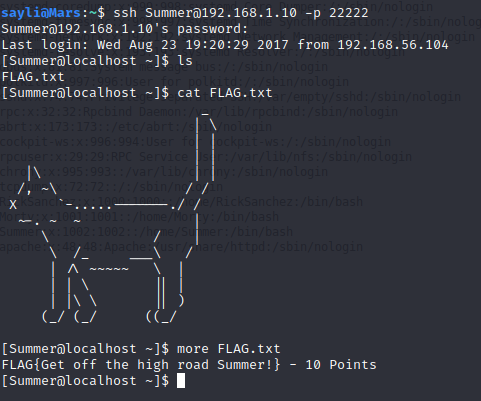 sayli@Mars:~$ ssh Summer@192.168.1.10 -p 22222
Summer@192.168.1.10's password:
Last login: Wed Aug 23 19:20:29 2017 from 192.168.56.104
[Summer@localhost ~]$ ls
FLAG.txt
[Summer@localhost ~]$ cat FLAG.txt
                          _
                         | \
                         | |
                         | |
   |\                    | |
  /, ~\                 / /
 X     `-.....-------./ /
  ~-. ~  ~              |
     \             /    |
      \  /_     ___\   /
      | /\ ~~~~~   \  |
      | | \        || |
      | |\ \       || )
     (_/ (_/      ((_/
[Summer@localhost ~]$ more FLAG.txt
FLAG{Get off the high road Summer!} - 10 Points
[Summer@localhost ~]$